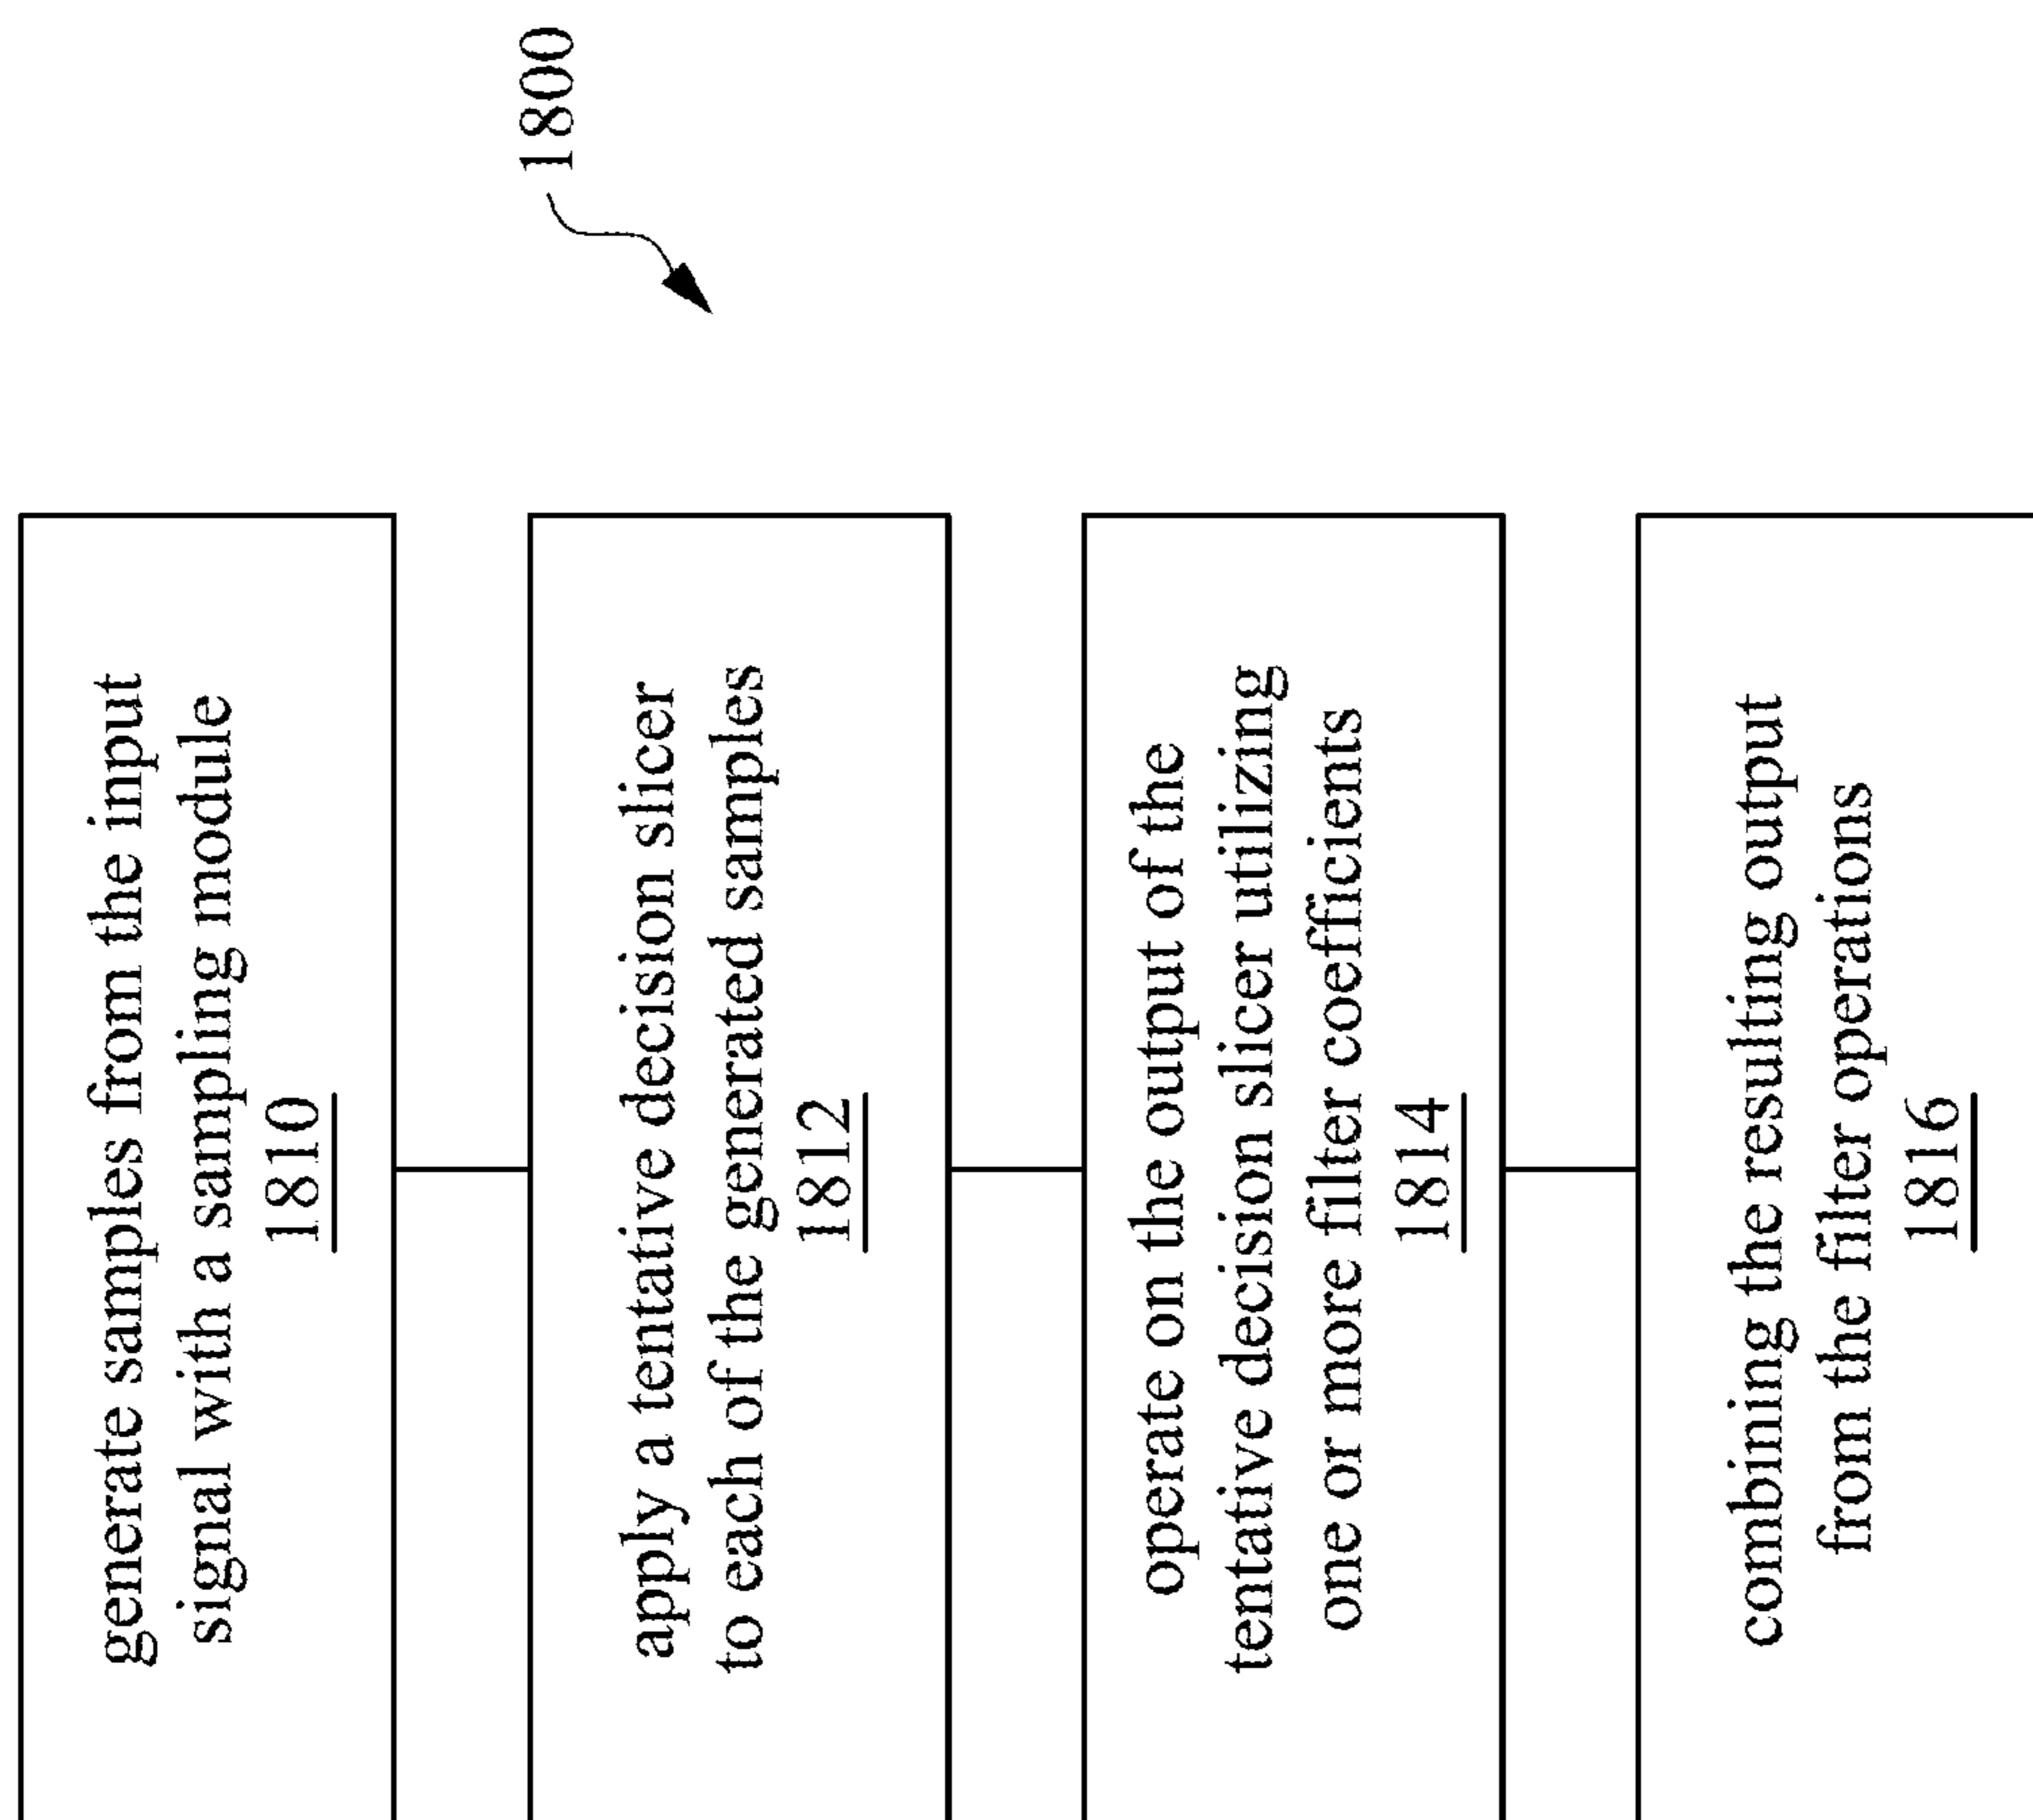 1800
generate samples from the input
signal with a sampling module
1810
apply a tentative decision slicer
to each of the generated samples
1812
operate on the output of the
tentative decision slicer utilizing
one or more filter coefficients
1814
combining the resulting output
from the filter operations
1816